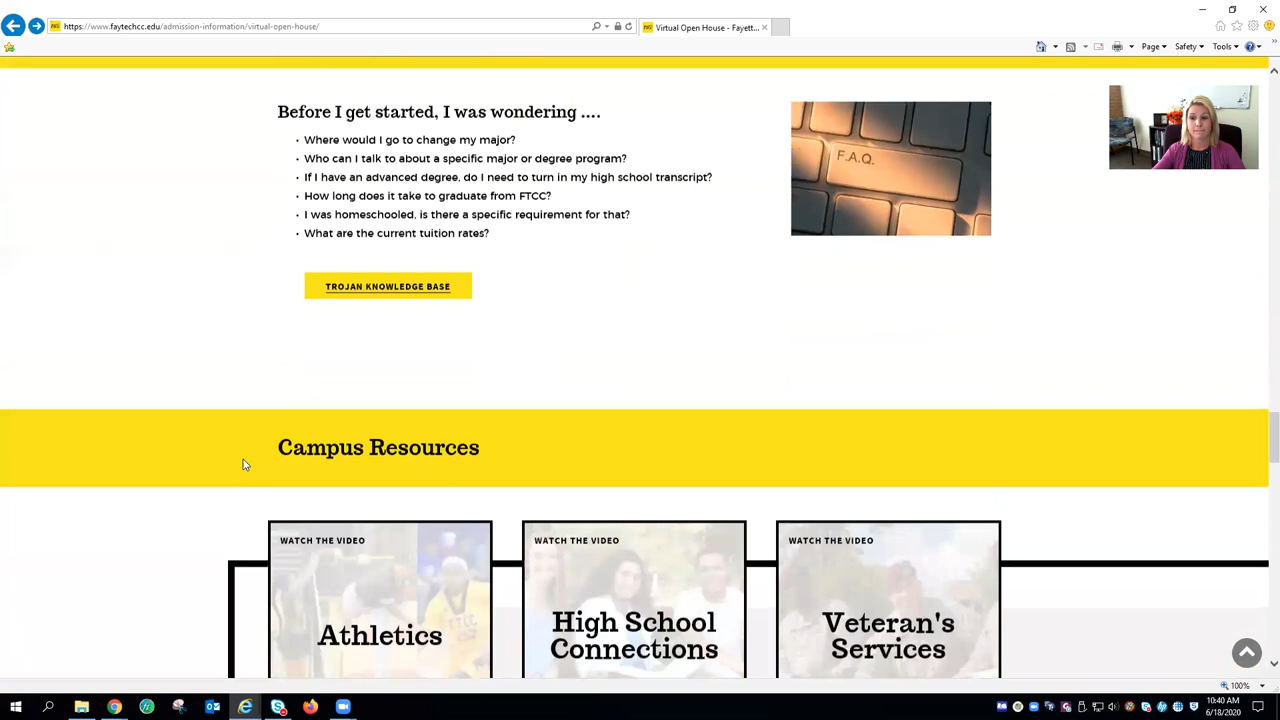 https://www.faytechcc.edu/admission-information/virtual-open-house/
Virtual Open House - Fayett...
Page
Safety
Tools
Before I get started, I was wondering ....
• Where would I go to change my major?
• Who can I talk to about a specific major or degree program?
• If I have an advanced degree, do I need to turn in my high school transcript?
• How long does it take to graduate from FTCC?
• I was homeschooled, is there a specific requirement for that?
• What are the current tuition rates?
F.A.Q.
TROJAN KNOWLEDGE BASE
Campus Resources
WATCH THE VIDEO
Athletics
WATCH THE VIDEO
High School
Connections
WATCH THE VIDEO
Veteran's
Services
100%
10:40 AM
6/18/2020